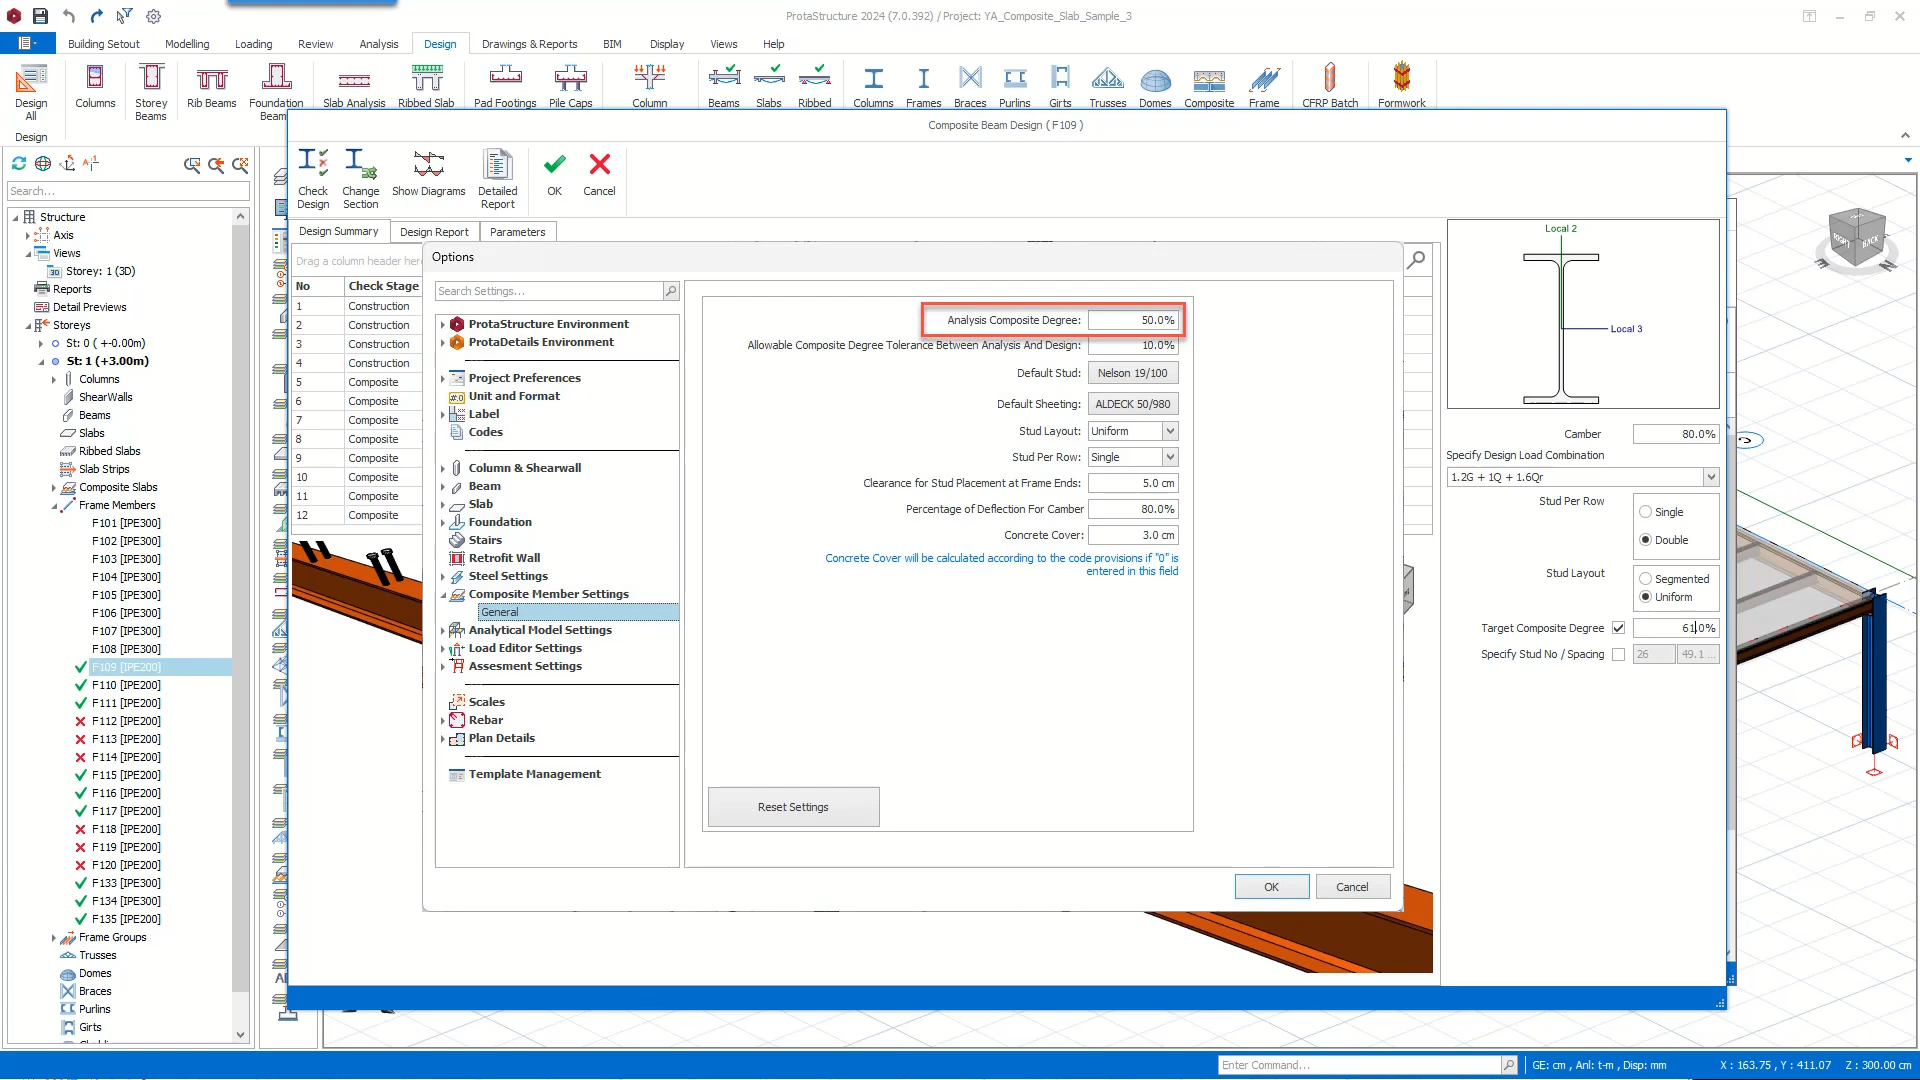 ProtaStructure 2024 (7.0.392) / Project: YA_Composite_Slab_Sample_3
Building Setout Modelling Loading Review Analysis Design Drawings & Reports BIM Display Views Help
Design All
Columns
Storey Beams
Rib Beams
Foundation Beam
Slab Analysis
Ribbed Slab
Pad Footings
Pile Caps
Column
Beams
Slabs
Ribbed
Columns
Frames
Braces
Purlins
Girts
Trusses
Domes
Composite
Frame
CFRP Batch
Formwork
Design
Search...
Structure
Axis
Views
Storey: 1 (3D)
Reports
Detail Previews
Storeys
St: 0 ( +-0.00m)
St: 1 (+3.00m)
Columns
ShearWalls
Beams
Slabs
Ribbed Slabs
Slab Strips
Composite Slabs
Frame Members
F101 [IPE300]
F102 [IPE300]
F103 [IPE300]
F104 [IPE300]
F105 [IPE300]
F106 [IPE300]
F107 [IPE300]
F108 [IPE300]
F109 [IPE200]
F110 [IPE200]
F111 [IPE200]
F112 [IPE200]
F113 [IPE200]
F114 [IPE200]
F115 [IPE200]
F116 [IPE200]
F117 [IPE200]
F118 [IPE200]
F119 [IPE200]
F120 [IPE200]
F133 [IPE300]
F134 [IPE300]
F135 [IPE200]
Frame Groups
Trusses
Domes
Braces
Purlins
Girts
Composite Beam Design ( F109 )
Check Design
Change Section
Show Diagrams
Detailed Report
OK
Cancel
Design Summary Design Report Parameters
Drag a column header here
No Check Stage
1 Construction
2 Construction
3 Construction
4 Construction
5 Composite
6 Composite
7 Composite
8 Composite
9 Composite
10 Composite
11 Composite
12 Composite
Options
Search Settings...
ProtaStructure Environment
ProtaDetails Environment
Project Preferences
Unit and Format
Label
Codes
Column & Shearwall
Beam
Slab
Foundation
Stairs
Retrofit Wall
Steel Settings
Composite Member Settings
General
Analytical Model Settings
Load Editor Settings
Assesment Settings
Scales
Rebar
Plan Details
Template Management
Analysis Composite Degree: 50.0%
Allowable Composite Degree Tolerance Between Analysis And Design: 10.0%
Default Stud: Nelson 19/100
Default Sheeting: ALDECK 50/980
Stud Layout: Uniform
Stud Per Row: Single
Clearance for Stud Placement at Frame Ends: 5.0 cm
Percentage of Deflection For Camber 80.0%
Concrete Cover: 3.0 cm
Concrete Cover will be calculated according to the code provisions if "0" is
entered in this field
Reset Settings
OK Cancel
Local 2
Local 3
Camber 80.0%
Specify Design Load Combination
1.2G + 1Q + 1.6Qr
Stud Per Row
Single
Double
Stud Layout
Segmented
Uniform
Target Composite Degree 61.0%
Specify Stud No / Spacing 26 49.1 ...
RIGHT BACK
Enter Command...
GE: cm , Anl: t-m , Disp: mm
X : 163.75 , Y : 411.07 Z : 300.00 cm